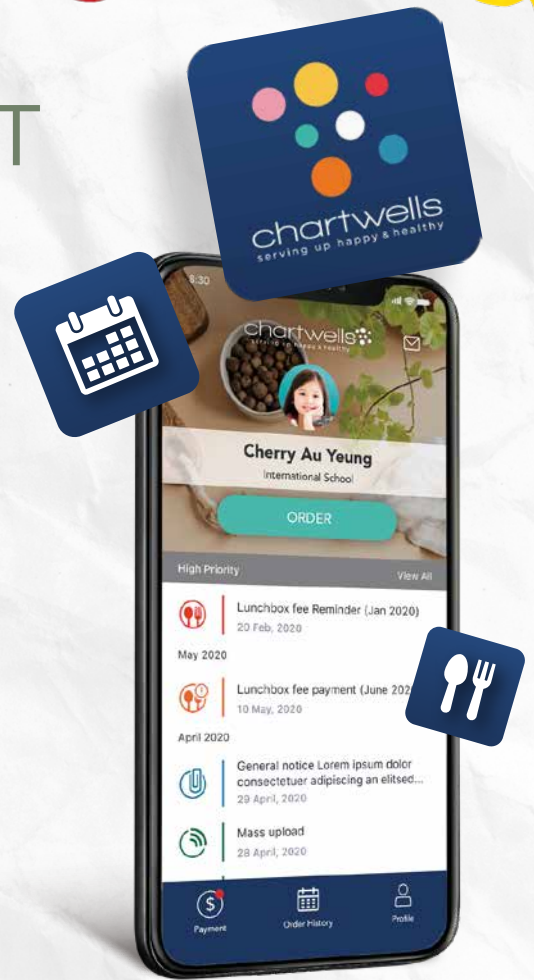 T
chartwells
serving up happy & healthy
8:30
chartwells
serving up happy & healthy
Cherry Au Yeung
International School
ORDER
High Priority
View All
Lunchbox fee Reminder (Jan 2020)
20 Feb, 2020
May 2020
Lunchbox fee payment (June 202
10 May, 2020
April 2020
General notice Lorem ipsum dolor
consectetuer adipiscing an elitsed...
29 April, 2020
Mass upload
28 April, 2020
$
Payment
Order History
Profile